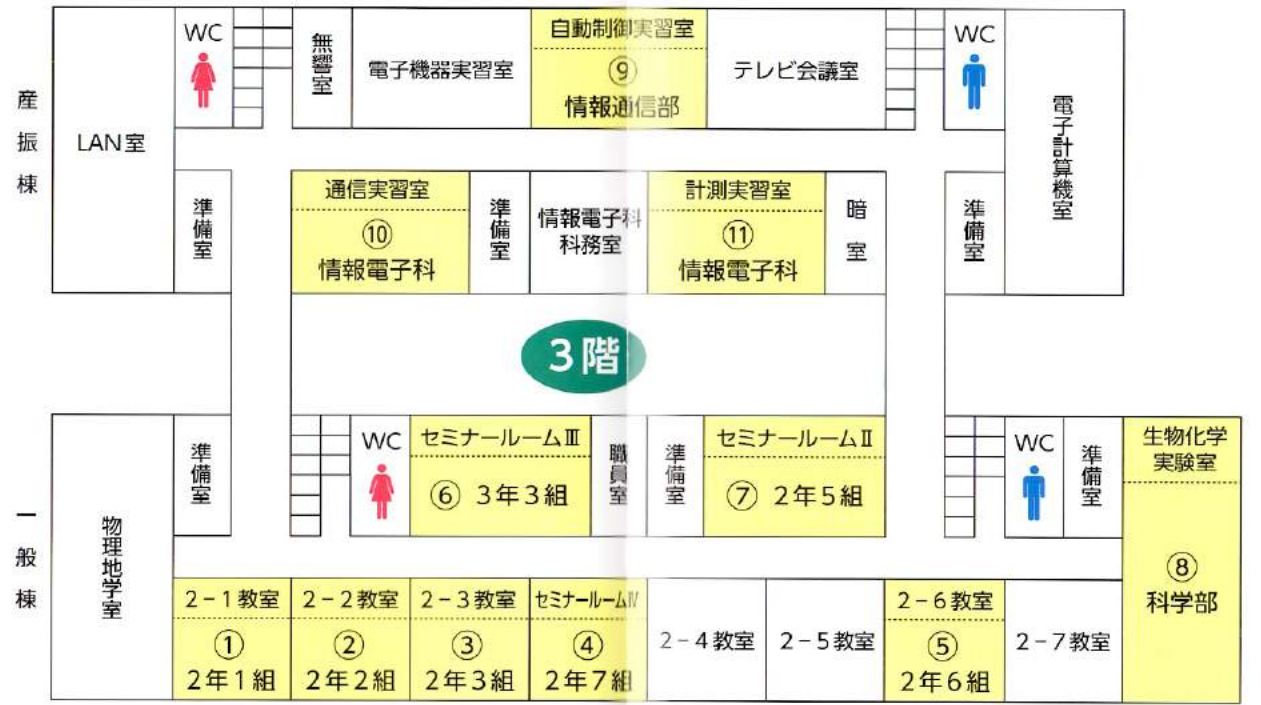 産振棟
LAN室
WC
無響室
電子機器実習室
自動制御実習室
⑨
情報通信部
テレビ会議室
WC
電子計算機室
準備室
通信実習室
⑩
情報電子科
準備室
情報電子科
科務室
計測実習室
⑪
情報電子科
暗室
準備室
3階
一般棟
物理地学室
準備室
WC
セミナールームⅢ
⑥ 3年3組
職員室
準備室
セミナールームⅡ
⑦ 2年5組
WC
準備室
生物化学
実験室
⑧
科学部
2-1教室
①
2年1組
2-2教室
②
2年2組
2-3教室
③
2年3組
セミナールームⅣ
④
2年7組
2-4教室
2-5教室
2-6教室
⑤
2年6組
2-7教室